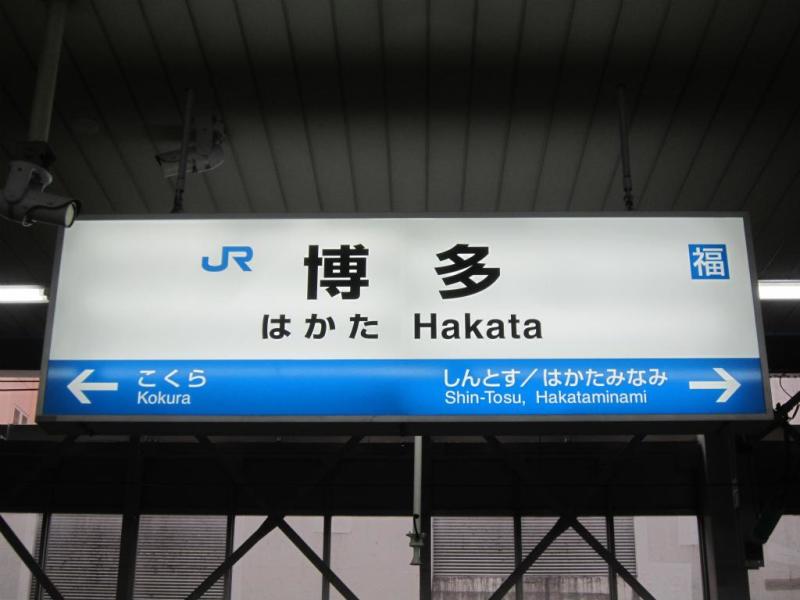 JR 博多 福
はかた Hakata
← こくら しんとす/はかたみなみ →
Kokura Shin-Tosu, Hakataminami